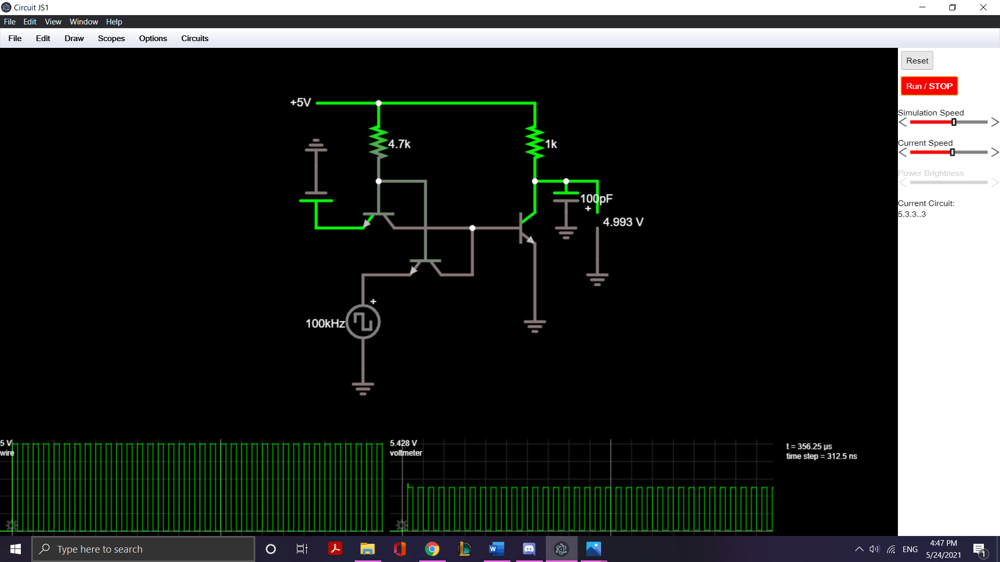 Circuit JS1
File Edit View Window Help
File Edit Draw Scopes Options Circuits
Reset
Run / STOP
Simulation Speed
Current Speed
Power Brightness
Current Circuit:
5.3.3..3
+5V
4.7k
1k
100pF
+
4.993 V
+
100kHz
5 V
wire
5.428 V
voltmeter
t = 356.25 µs
time step = 312.5 ns
Type here to search
ENG
4:47 PM
5/24/2021
1